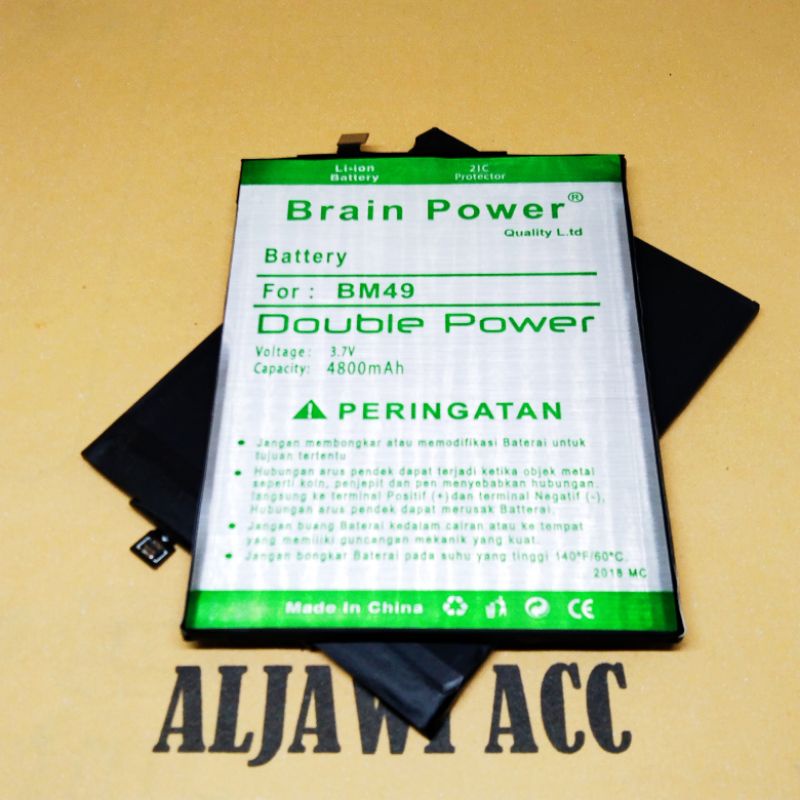 Li-ion
Battery
2IC
Protector
Brain Power®
Quality L.td
Battery
For : BM49
Double Power
Voltage: 3.7V
Capacity: 4800mAh
PERINGATAN
• Jangan membongkar atau memodifikasi Baterai untuk
tujuan tertentu
• Hubungan arus pendek dapat terjadi ketika objek metal
seperti koin, penjepit dan pen menyebabkan hubungan.
langsung ke terminal Positif (+) dan terminal Negatif (-),
Hubungan arus pendek dapat merusak Batterai.
• Jangan buang Baterai kedalam cairan atau ke tempat
yang memiliki guncangan mekanik yang kuat.
• Jangan bongkar Baterai pada suhu yang tinggi 140°F/60°C.
2018 MC
Made In China
CE
ALJAWI ACC